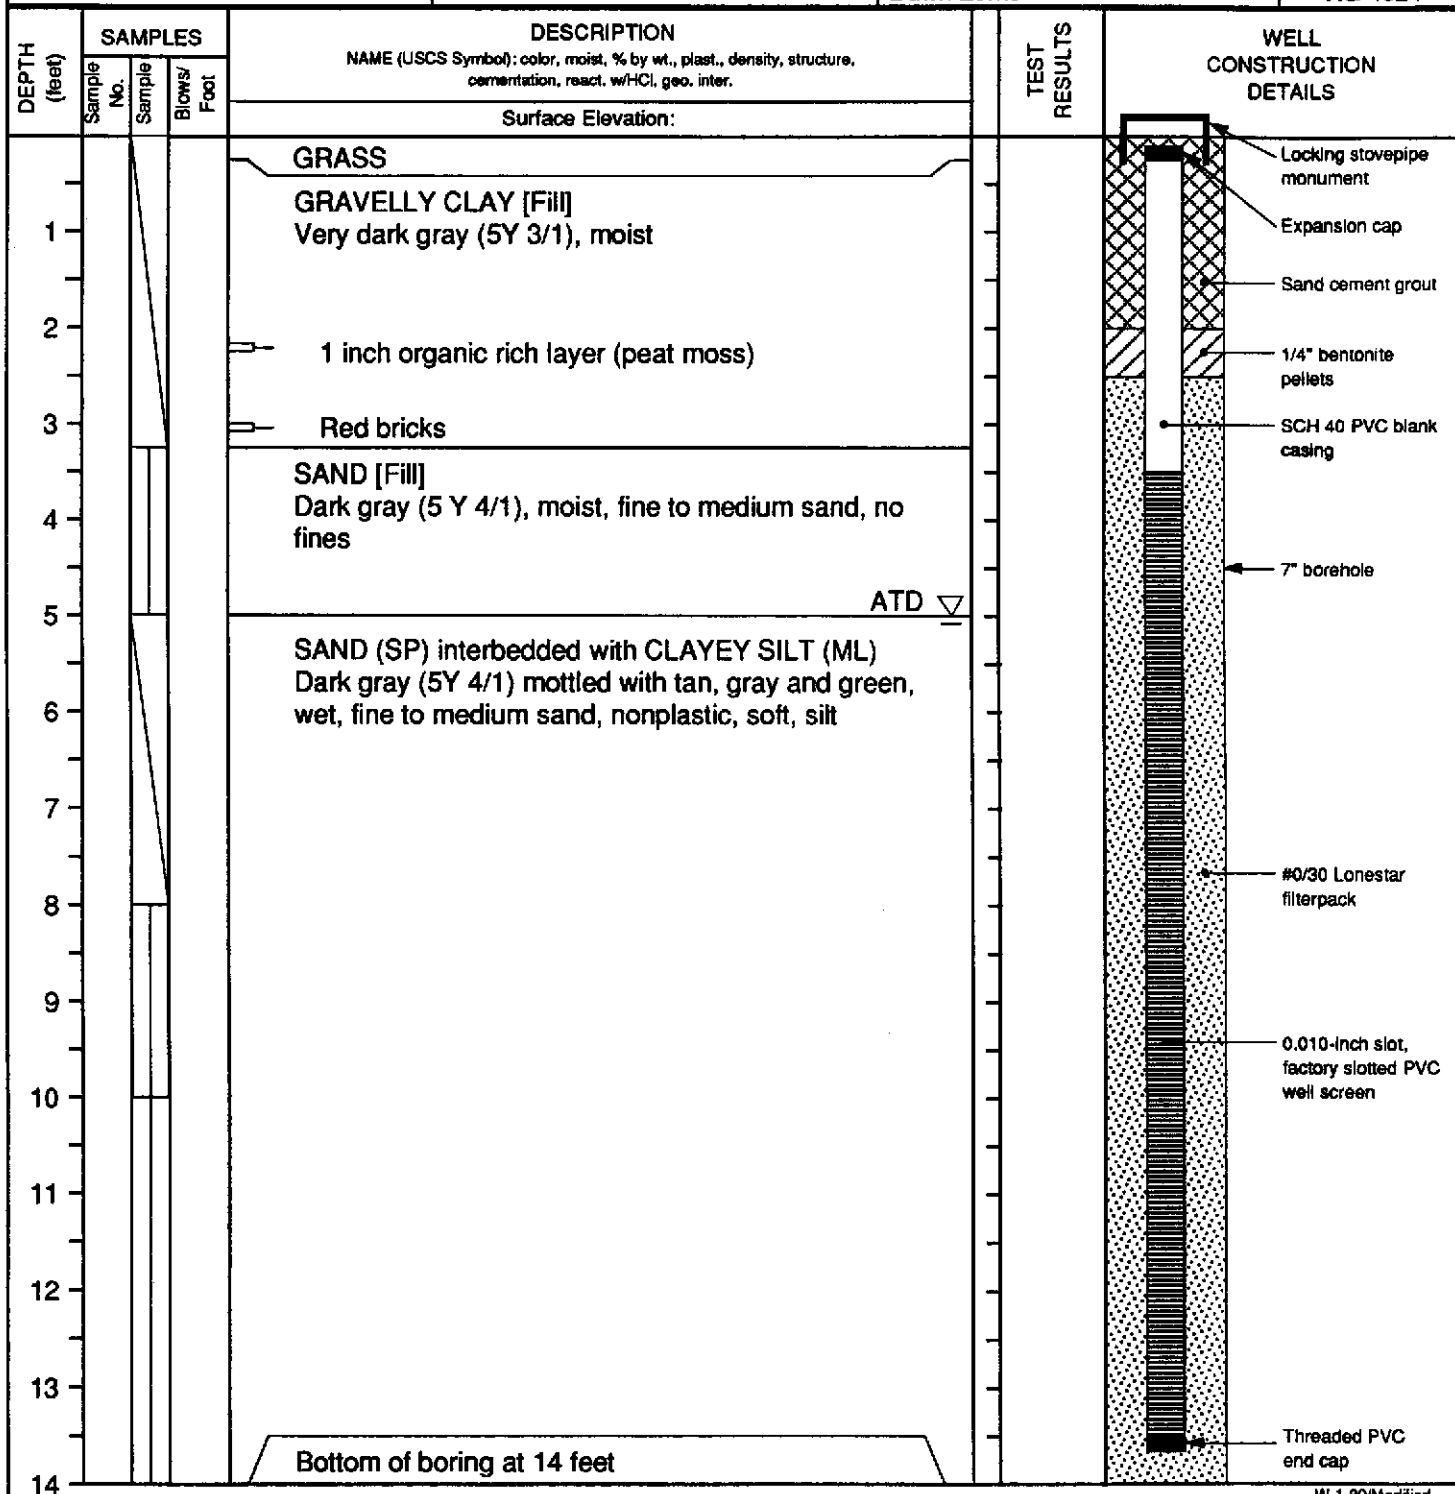 DEPTH
(feet)
SAMPLES
Sample
No.
Sample
Blows/
Foot
DESCRIPTION
NAME (USCS Symbol): color, moist, % by wt., plast., density, structure,
cementation, react. w/HCl, geo. inter.
Surface Elevation:
TEST
RESULTS
WELL
CONSTRUCTION
DETAILS
GRASS
GRAVELLY CLAY [Fill]
Very dark gray (5Y 3/1), moist
1 inch organic rich layer (peat moss)
Red bricks
SAND [Fill]
Dark gray (5 Y 4/1), moist, fine to medium sand, no
fines
ATD
SAND (SP) interbedded with CLAYEY SILT (ML)
Dark gray (5Y 4/1) mottled with tan, gray and green,
wet, fine to medium sand, nonplastic, soft, silt
Bottom of boring at 14 feet
1
2
3
4
5
6
7
8
9
10
11
12
13
14
Locking stovepipe
monument
Expansion cap
Sand cement grout
1/4" bentonite
pellets
SCH 40 PVC blank
casing
7" borehole
#0/30 Lonestar
filterpack
0.010-inch slot,
factory slotted PVC
well screen
Threaded PVC
end cap